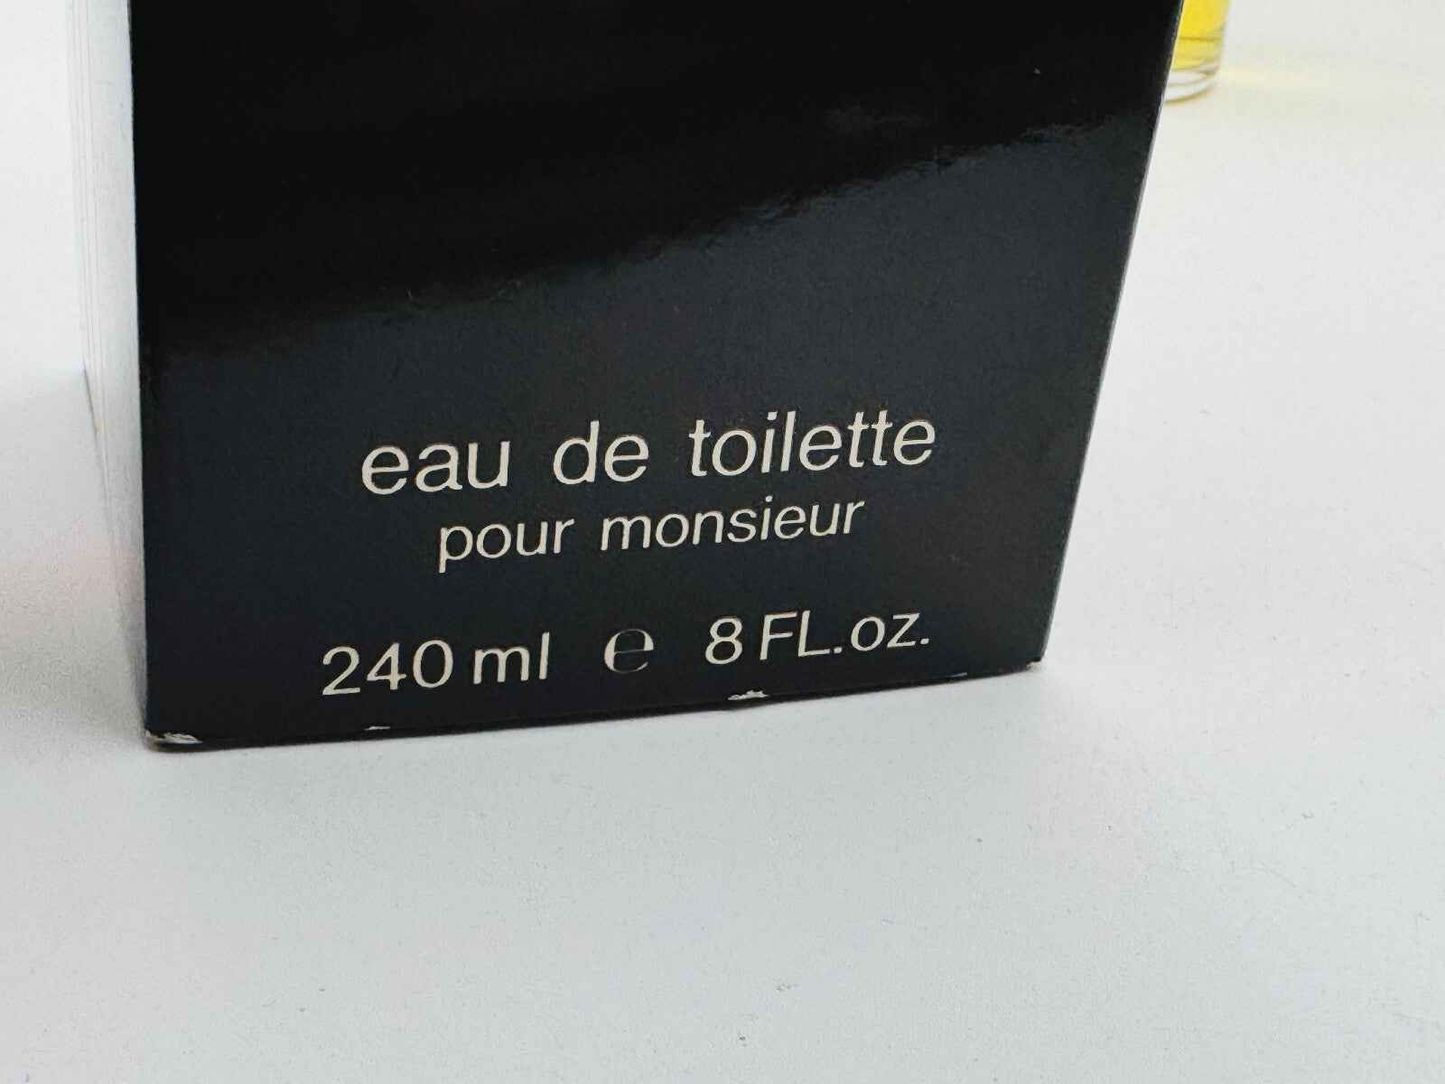 eau de toilette
pour monsieur
240 ml ℮ 8 FL.oz.